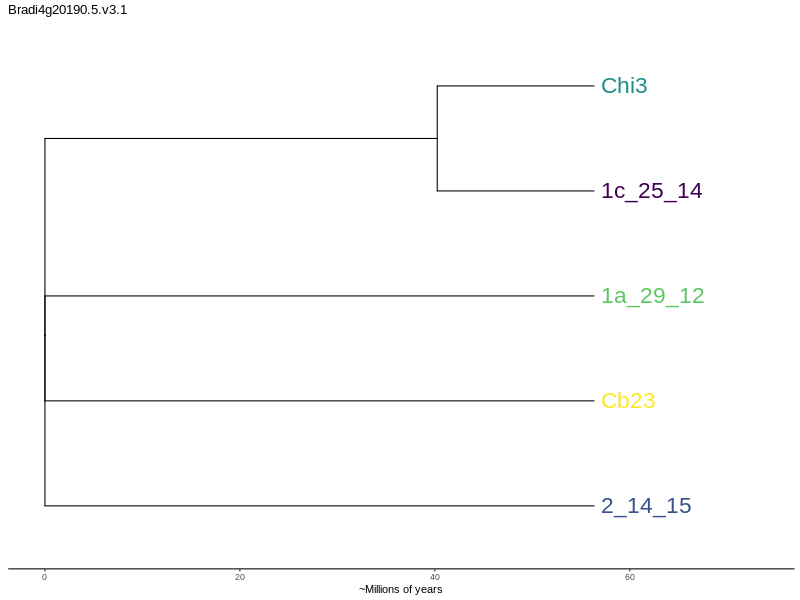 Bradi4g20190.5.v3.1
Chi3
1c_25_14
1a_29_12
Cb23
2_14_15
0 20 40 60
~Millions of years